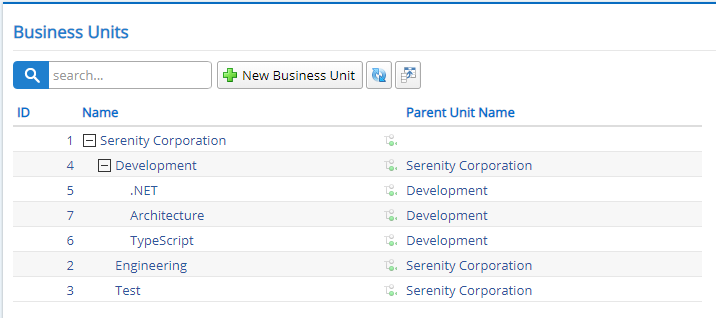 Business Units
search... New Business Unit
ID Name Parent Unit Name
1 Serenity Corporation
4 Development Serenity Corporation
5 .NET Development
7 Architecture Development
6 TypeScript Development
2 Engineering Serenity Corporation
3 Test Serenity Corporation